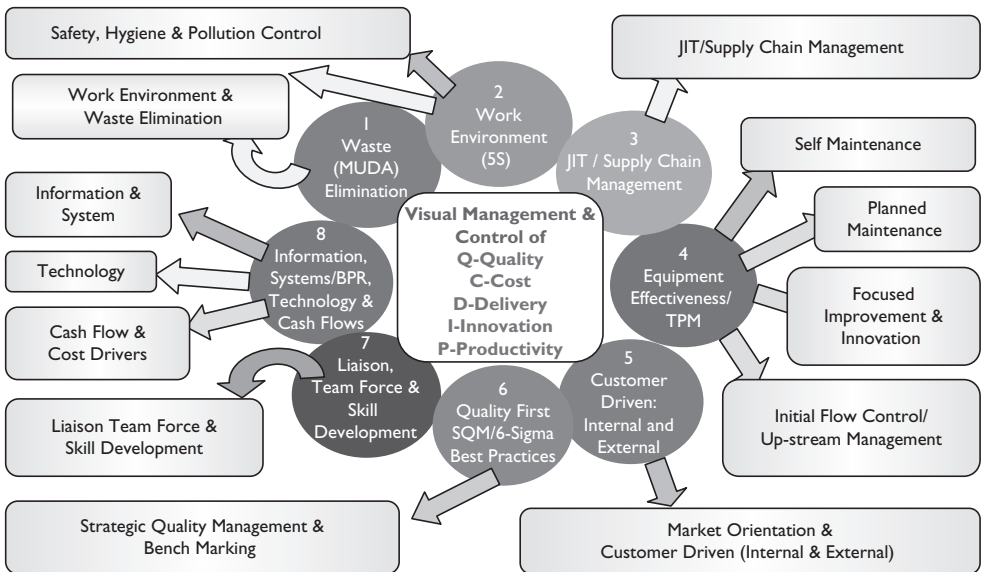 Safety, Hygiene & Pollution Control
JIT/Supply Chain Management
Work Environment &
Waste Elimination
1
Waste
(MUDA)
Elimination
2
Work
Environment
(5S)
3
JIT / Supply Chain
Management
Self Maintenance
Information &
System
Planned
Maintenance
Visual Management &
Control of
Q-Quality
C-Cost
D-Delivery
I-Innovation
P-Productivity
8
Information,
Systems/BPR,
Technology &
Cash Flows
4
Equipment
Effectiveness/
TPM
Technology
Focused
Improvement &
Innovation
Cash Flow &
Cost Drivers
7
Liaison,
Team Force &
Skill
Development
6
Quality First
SQM/6-Sigma
Best Practices
5
Customer
Driven:
Internal and
External
Liaison Team Force &
Skill Development
Initial Flow Control/
Up-stream Management
Strategic Quality Management &
Bench Marking
Market Orientation &
Customer Driven (Internal & External)